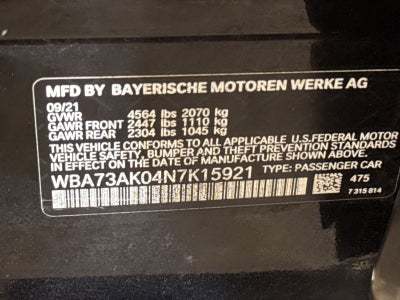 MFD BY BAYERISCHE MOTOREN WERKE AG
09/21
GVWR 4564 lbs 2070 kg
GAWR FRONT 2447 lbs 1110 kg
GAWR REAR 2304 lbs 1045 kg
THIS VEHICLE CONFORMS TO ALL APPLICABLE U.S. FEDERAL MOTOR
VEHICLE SAFETY, BUMPER AND THEFT PREVENTION STANDARDS
IN EFFECT ON THE DATE OF MANUFACTURE SHOWN ABOVE.
WBA73AK04N7K15921 TYPE: PASSENGER CAR
475
7 315 814